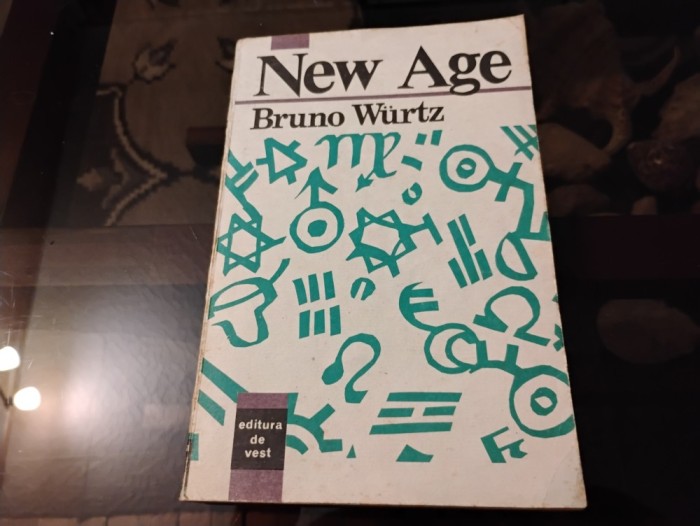 New Age
Bruno Würtz
editura
de
vest